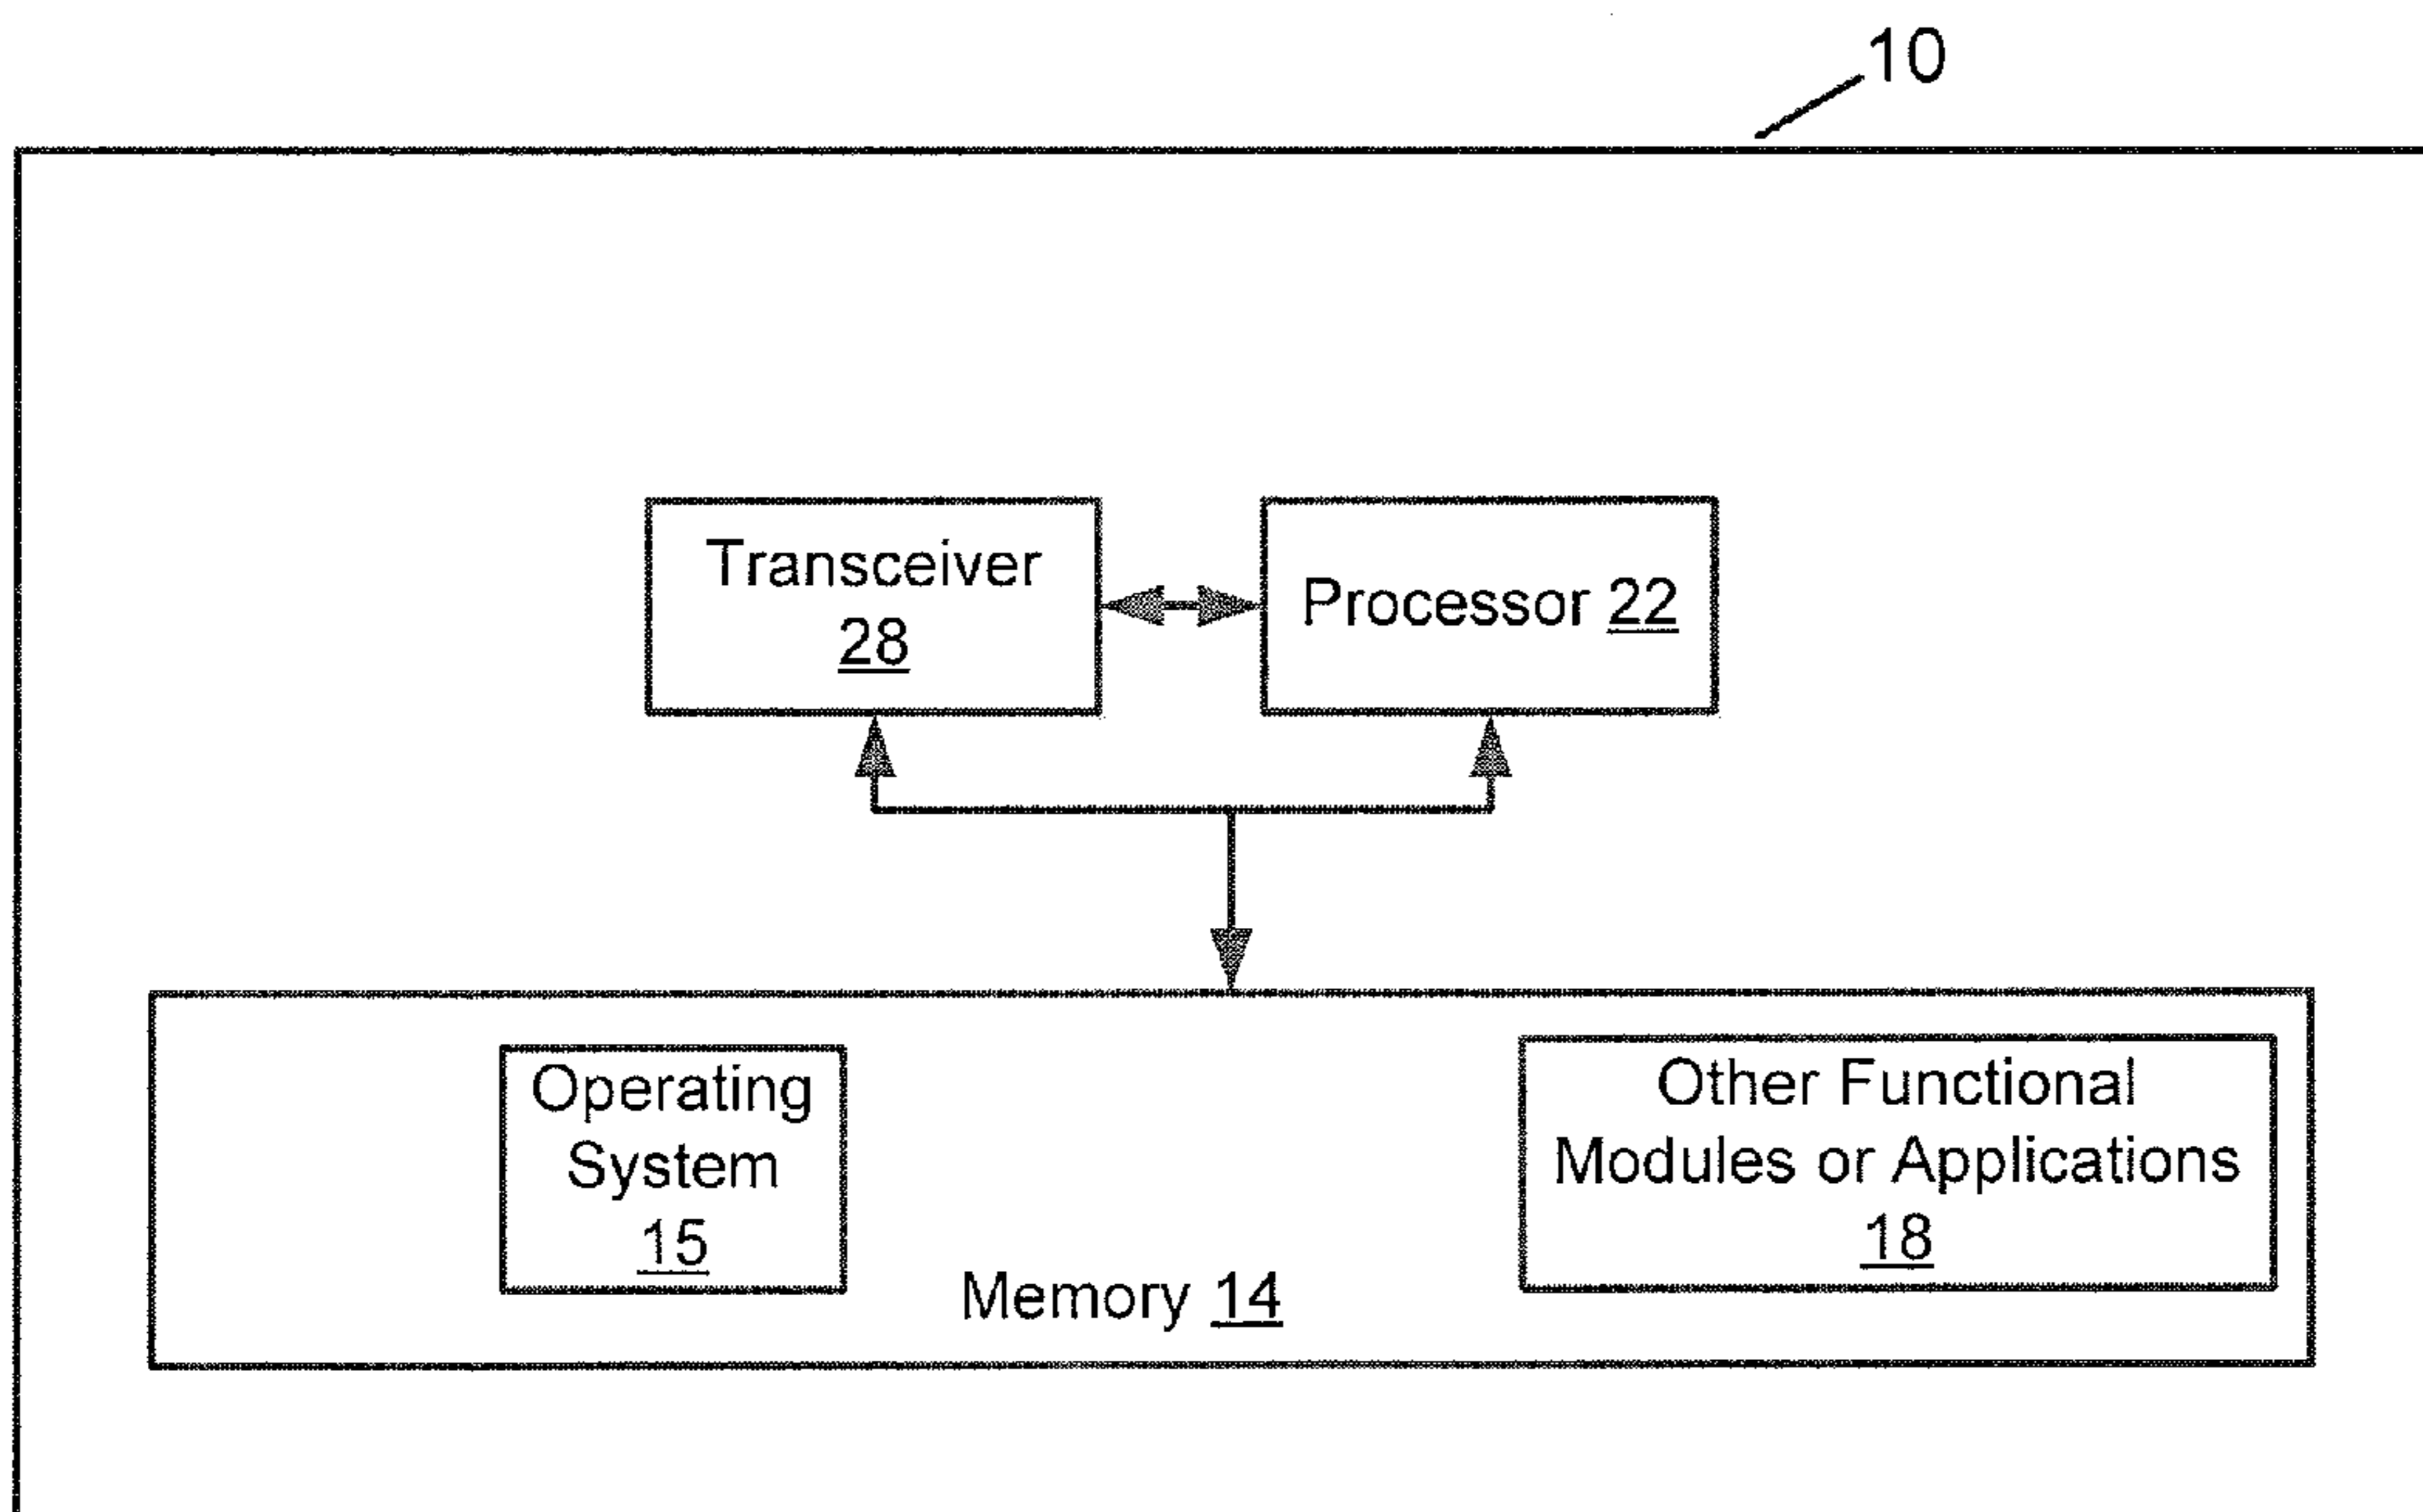 10
Transceiver
28
Processor 22
Operating
System
15
Other Functional
Modules or Applications
18
Memory 14